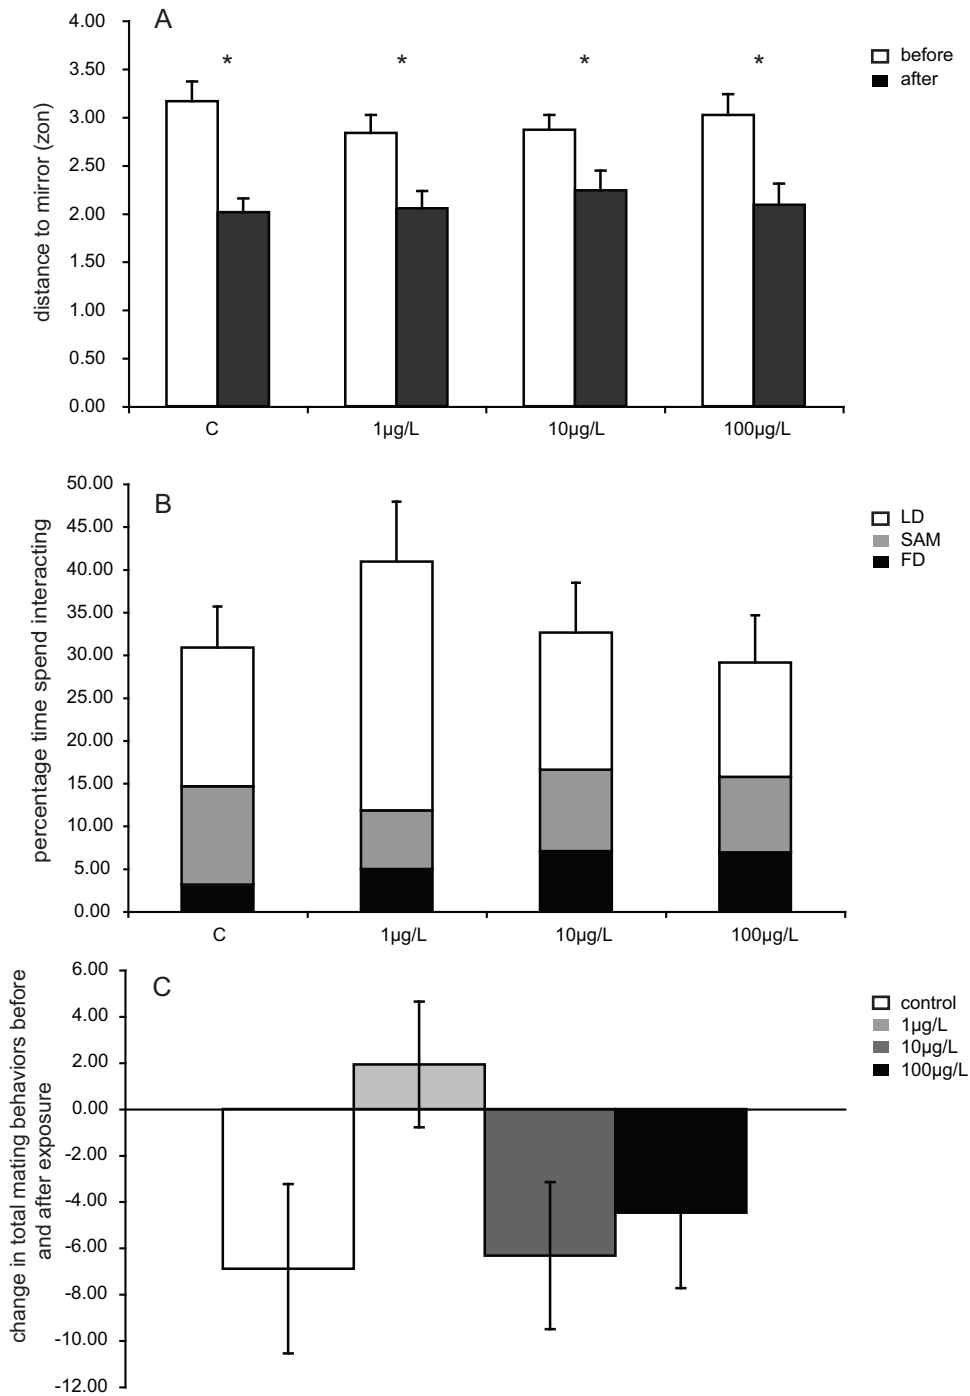 A
4.00
3.50
3.00
2.50
2.00
1.50
1.00
0.50
0.00
distance to mirror (zon)
* * * *
before
after
C 1µg/L 10µg/L 100µg/L
B
50.00
45.00
40.00
35.00
30.00
25.00
20.00
15.00
10.00
5.00
0.00
percentage time spend interacting
LD
SAM
FD
C 1µg/L 10µg/L 100µg/L
C
6.00
4.00
2.00
0.00
-2.00
-4.00
-6.00
-8.00
-10.00
-12.00
change in total mating behaviors before
and after exposure
control
1µg/L
10µg/L
100µg/L